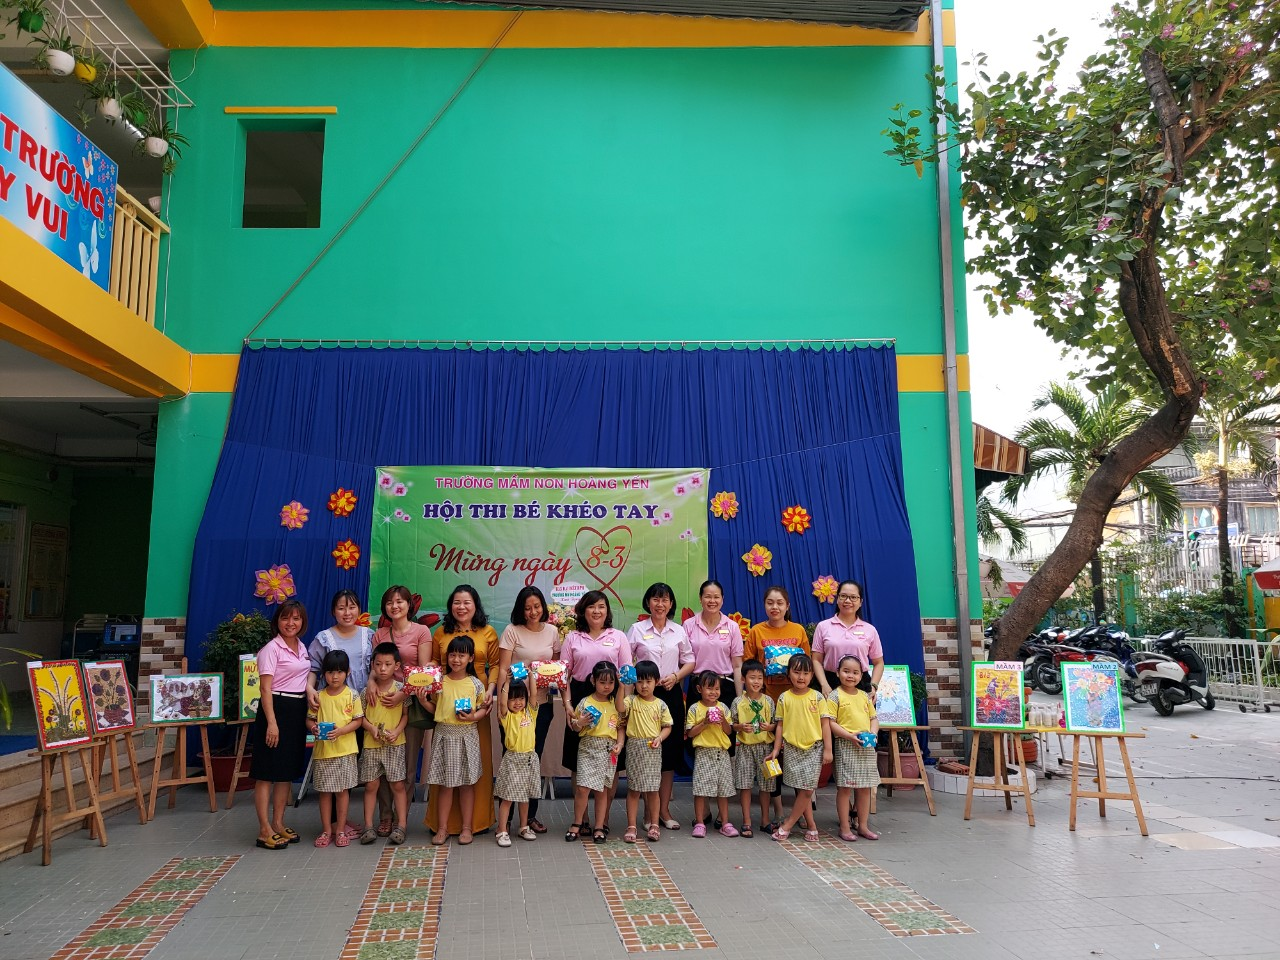 TRƯỜNG
Y VUI
TRƯỜNG MẦM NON HOÀNG YẾN
HỘI THI BÉ KHÉO TAY
Mừng ngày 8-3
MẦM 1
MẦM 2